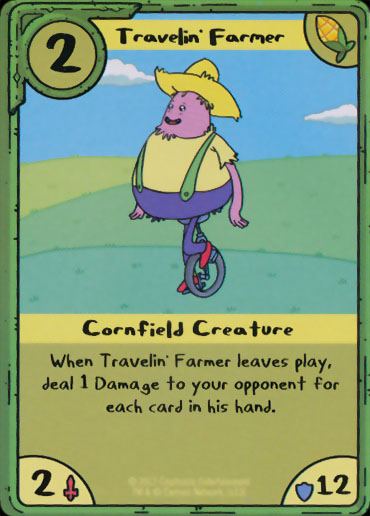 2
Travelin' Farmer
Cornfield Creature
When Travelin' Farmer leaves play,
deal 1 Damage to your opponent for
each card in his hand.
2
12